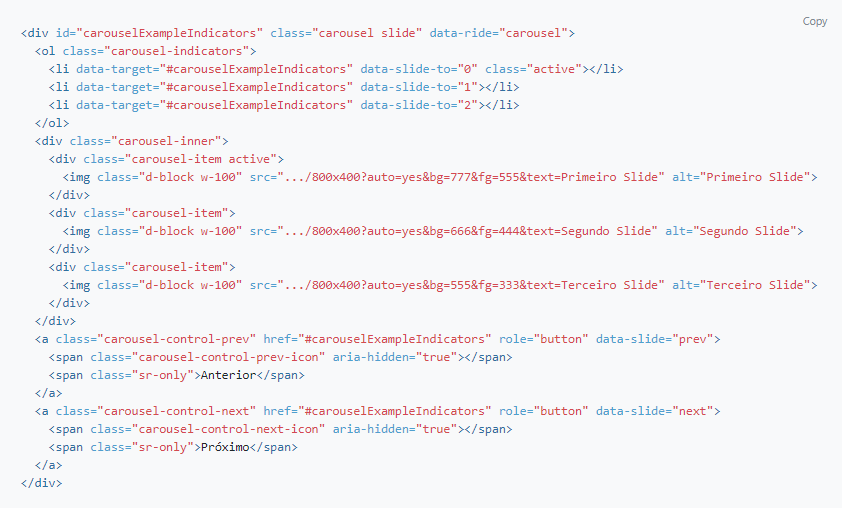 Copy
<div id="carouselExampleIndicators" class="carousel slide" data-ride="carousel">
  <ol class="carousel-indicators">
    <li data-target="#carouselExampleIndicators" data-slide-to="0" class="active"></li>
    <li data-target="#carouselExampleIndicators" data-slide-to="1"></li>
    <li data-target="#carouselExampleIndicators" data-slide-to="2"></li>
  </ol>
  <div class="carousel-inner">
    <div class="carousel-item active">
      <img class="d-block w-100" src=".../800x400?auto=yes&bg=777&fg=555&text=Primeiro Slide" alt="Primeiro Slide">
    </div>
    <div class="carousel-item">
      <img class="d-block w-100" src=".../800x400?auto=yes&bg=666&fg=444&text=Segundo Slide" alt="Segundo Slide">
    </div>
    <div class="carousel-item">
      <img class="d-block w-100" src=".../800x400?auto=yes&bg=555&fg=333&text=Terceiro Slide" alt="Terceiro Slide">
    </div>
  </div>
  <a class="carousel-control-prev" href="#carouselExampleIndicators" role="button" data-slide="prev">
    <span class="carousel-control-prev-icon" aria-hidden="true"></span>
    <span class="sr-only">Anterior</span>
  </a>
  <a class="carousel-control-next" href="#carouselExampleIndicators" role="button" data-slide="next">
    <span class="carousel-control-next-icon" aria-hidden="true"></span>
    <span class="sr-only">Próximo</span>
  </a>
</div>